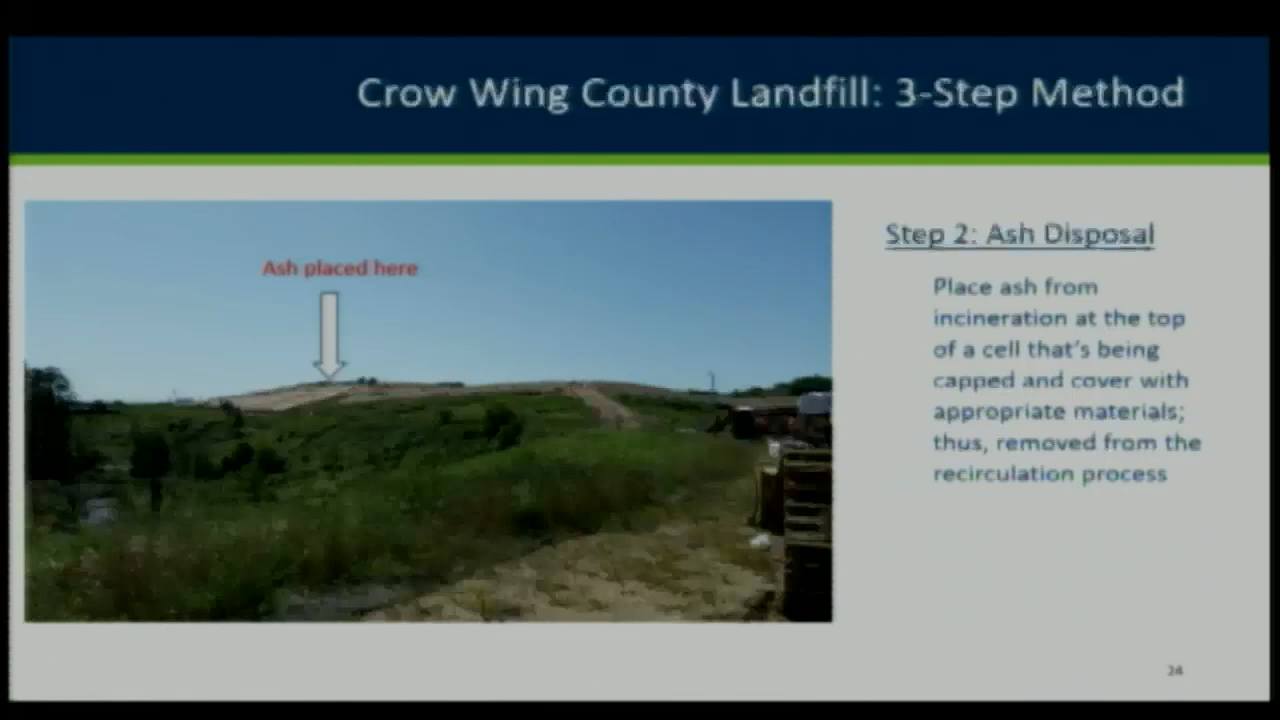 Crow Wing County Landfill: 3-Step Method
Ash placed here
Step 2: Ash Disposal
Place ash from
incineration at the top
of a cell that's being
capped and cover with
appropriate materials;
thus, removed from the
recirculation process
24